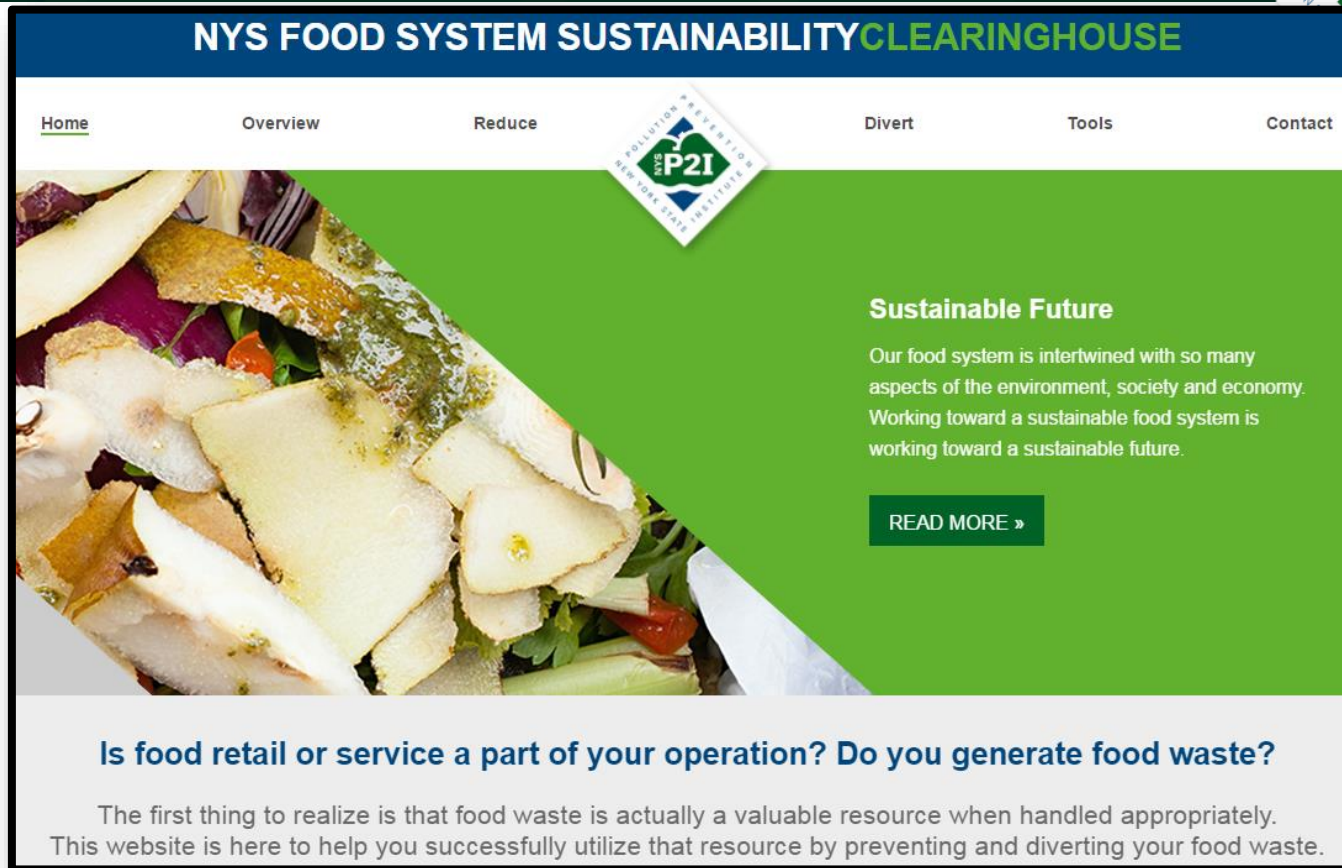 NYS FOOD SYSTEM SUSTAINABILITYCLEARINGHOUSE
Home Overview Reduce Divert Tools Contact
POLLUTION PREVENTION
NYS P2I
NEW YORK STATE INSTITUTE
Sustainable Future
Our food system is intertwined with so many
aspects of the environment, society and economy.
Working toward a sustainable food system is
working toward a sustainable future.
READ MORE »
Is food retail or service a part of your operation? Do you generate food waste?
The first thing to realize is that food waste is actually a valuable resource when handled appropriately.
This website is here to help you successfully utilize that resource by preventing and diverting your food waste.